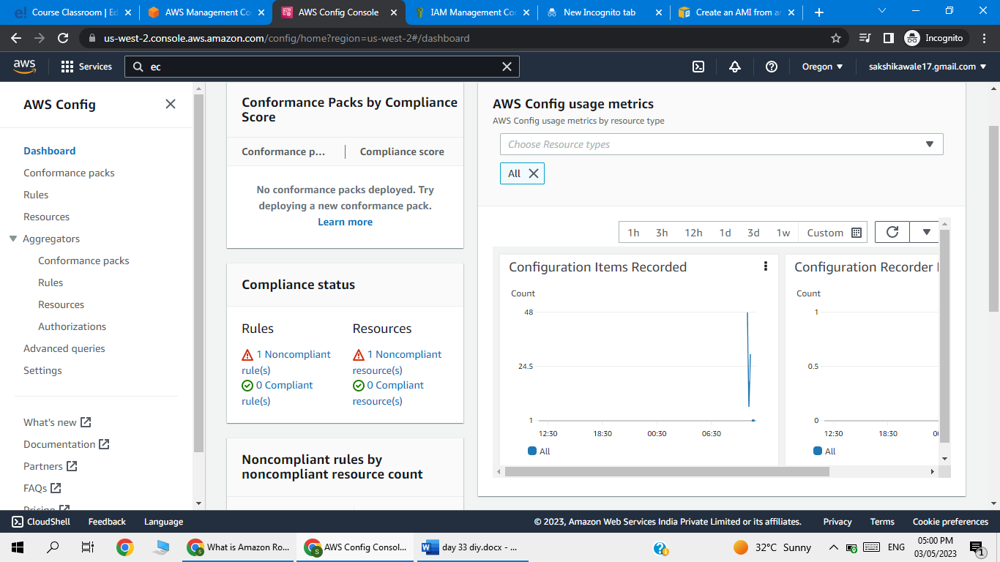 Course Classroom | Ed
AWS Management Co
AWS Config Console
IAM Management Co
New Incognito tab
Create an AMI from a
us-west-2.console.aws.amazon.com/config/home?region=us-west-2#/dashboard
Incognito
aws
Services
ec
Oregon
sakshikawale17.gmail.com
AWS Config
Dashboard
Conformance packs
Rules
Resources
Aggregators
Conformance packs
Rules
Resources
Authorizations
Advanced queries
Settings
What's new
Documentation
Partners
FAQs
Pricing
Conformance Packs by Compliance
Score
Conformance p...
Compliance score
No conformance packs deployed. Try
deploying a new conformance pack.
Learn more
Compliance status
Rules
1 Noncompliant
rule(s)
0 Compliant
rule(s)
Resources
1 Noncompliant
resource(s)
0 Compliant
resource(s)
Noncompliant rules by
noncompliant resource count
AWS Config usage metrics
AWS Config usage metrics by resource type
Choose Resource types
All
1h 3h 12h 1d 3d 1w Custom
Configuration Items Recorded
Count
48
24.5
1
12:30 18:30 00:30 06:30
All
Configuration Recorder
Count
1
0.5
0
12:30 18:30
All
CloudShell
Feedback
Language
© 2023, Amazon Web Services India Private Limited or its affiliates.
Privacy
Terms
Cookie preferences
What is Amazon Ro...
AWS Config Consol...
day 33 diy.docx - ...
32°C Sunny
ENG
05:00 PM
03/05/2023
1